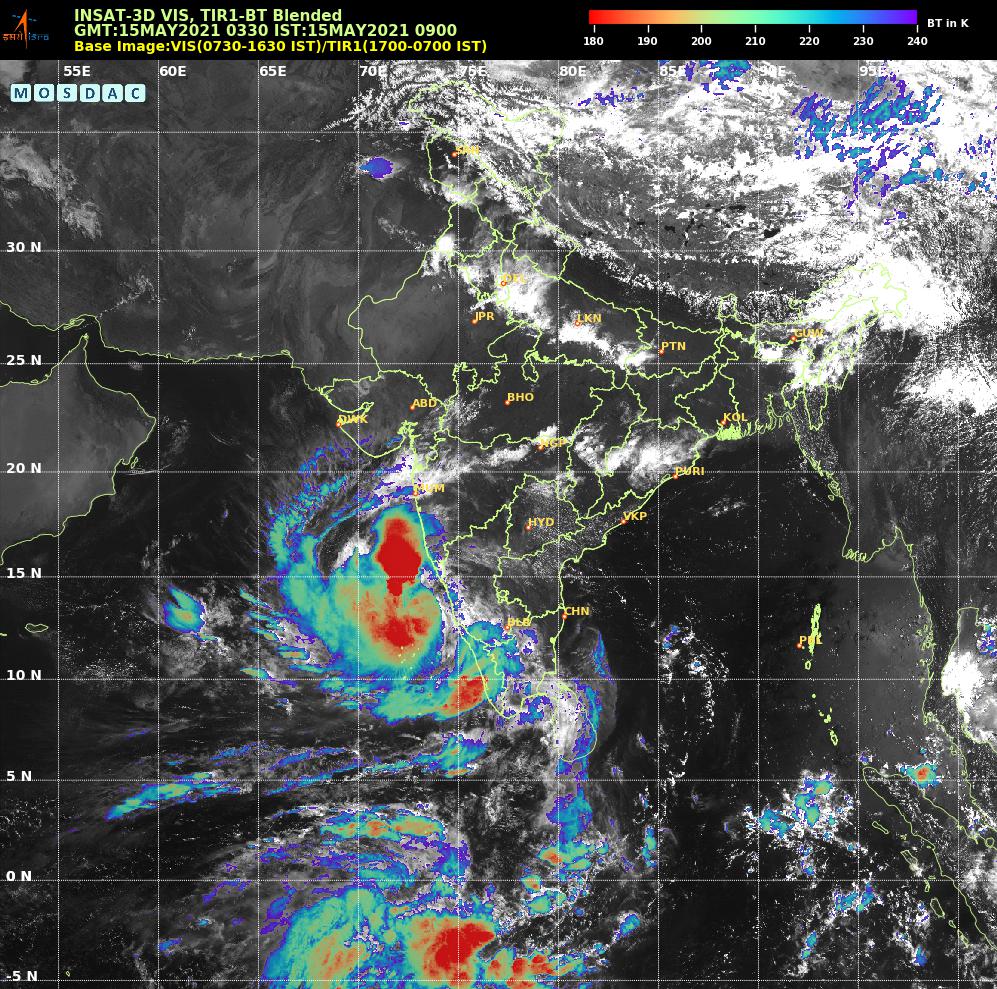 INSAT-3D VIS, TIR1-BT Blended
GMT:15MAY2021 0330 IST:15MAY2021 0900
Base Image:VIS(0730-1630 IST)/TIR1(1700-0700 IST)
BT in K
180 190 200 210 220 230 240
55E 60E 65E 70E 75E 80E 85E 90E 95E
MOSDAC
SRN
30 N
DEL
JPR LKN GUW
PTN
25 N
ABD BHO
DWK KOL
NGP
20 N PURI
MUM
HYD VKP
15 N
CHN
BLR
PBL
10 N
5 N
0 N
-5 N